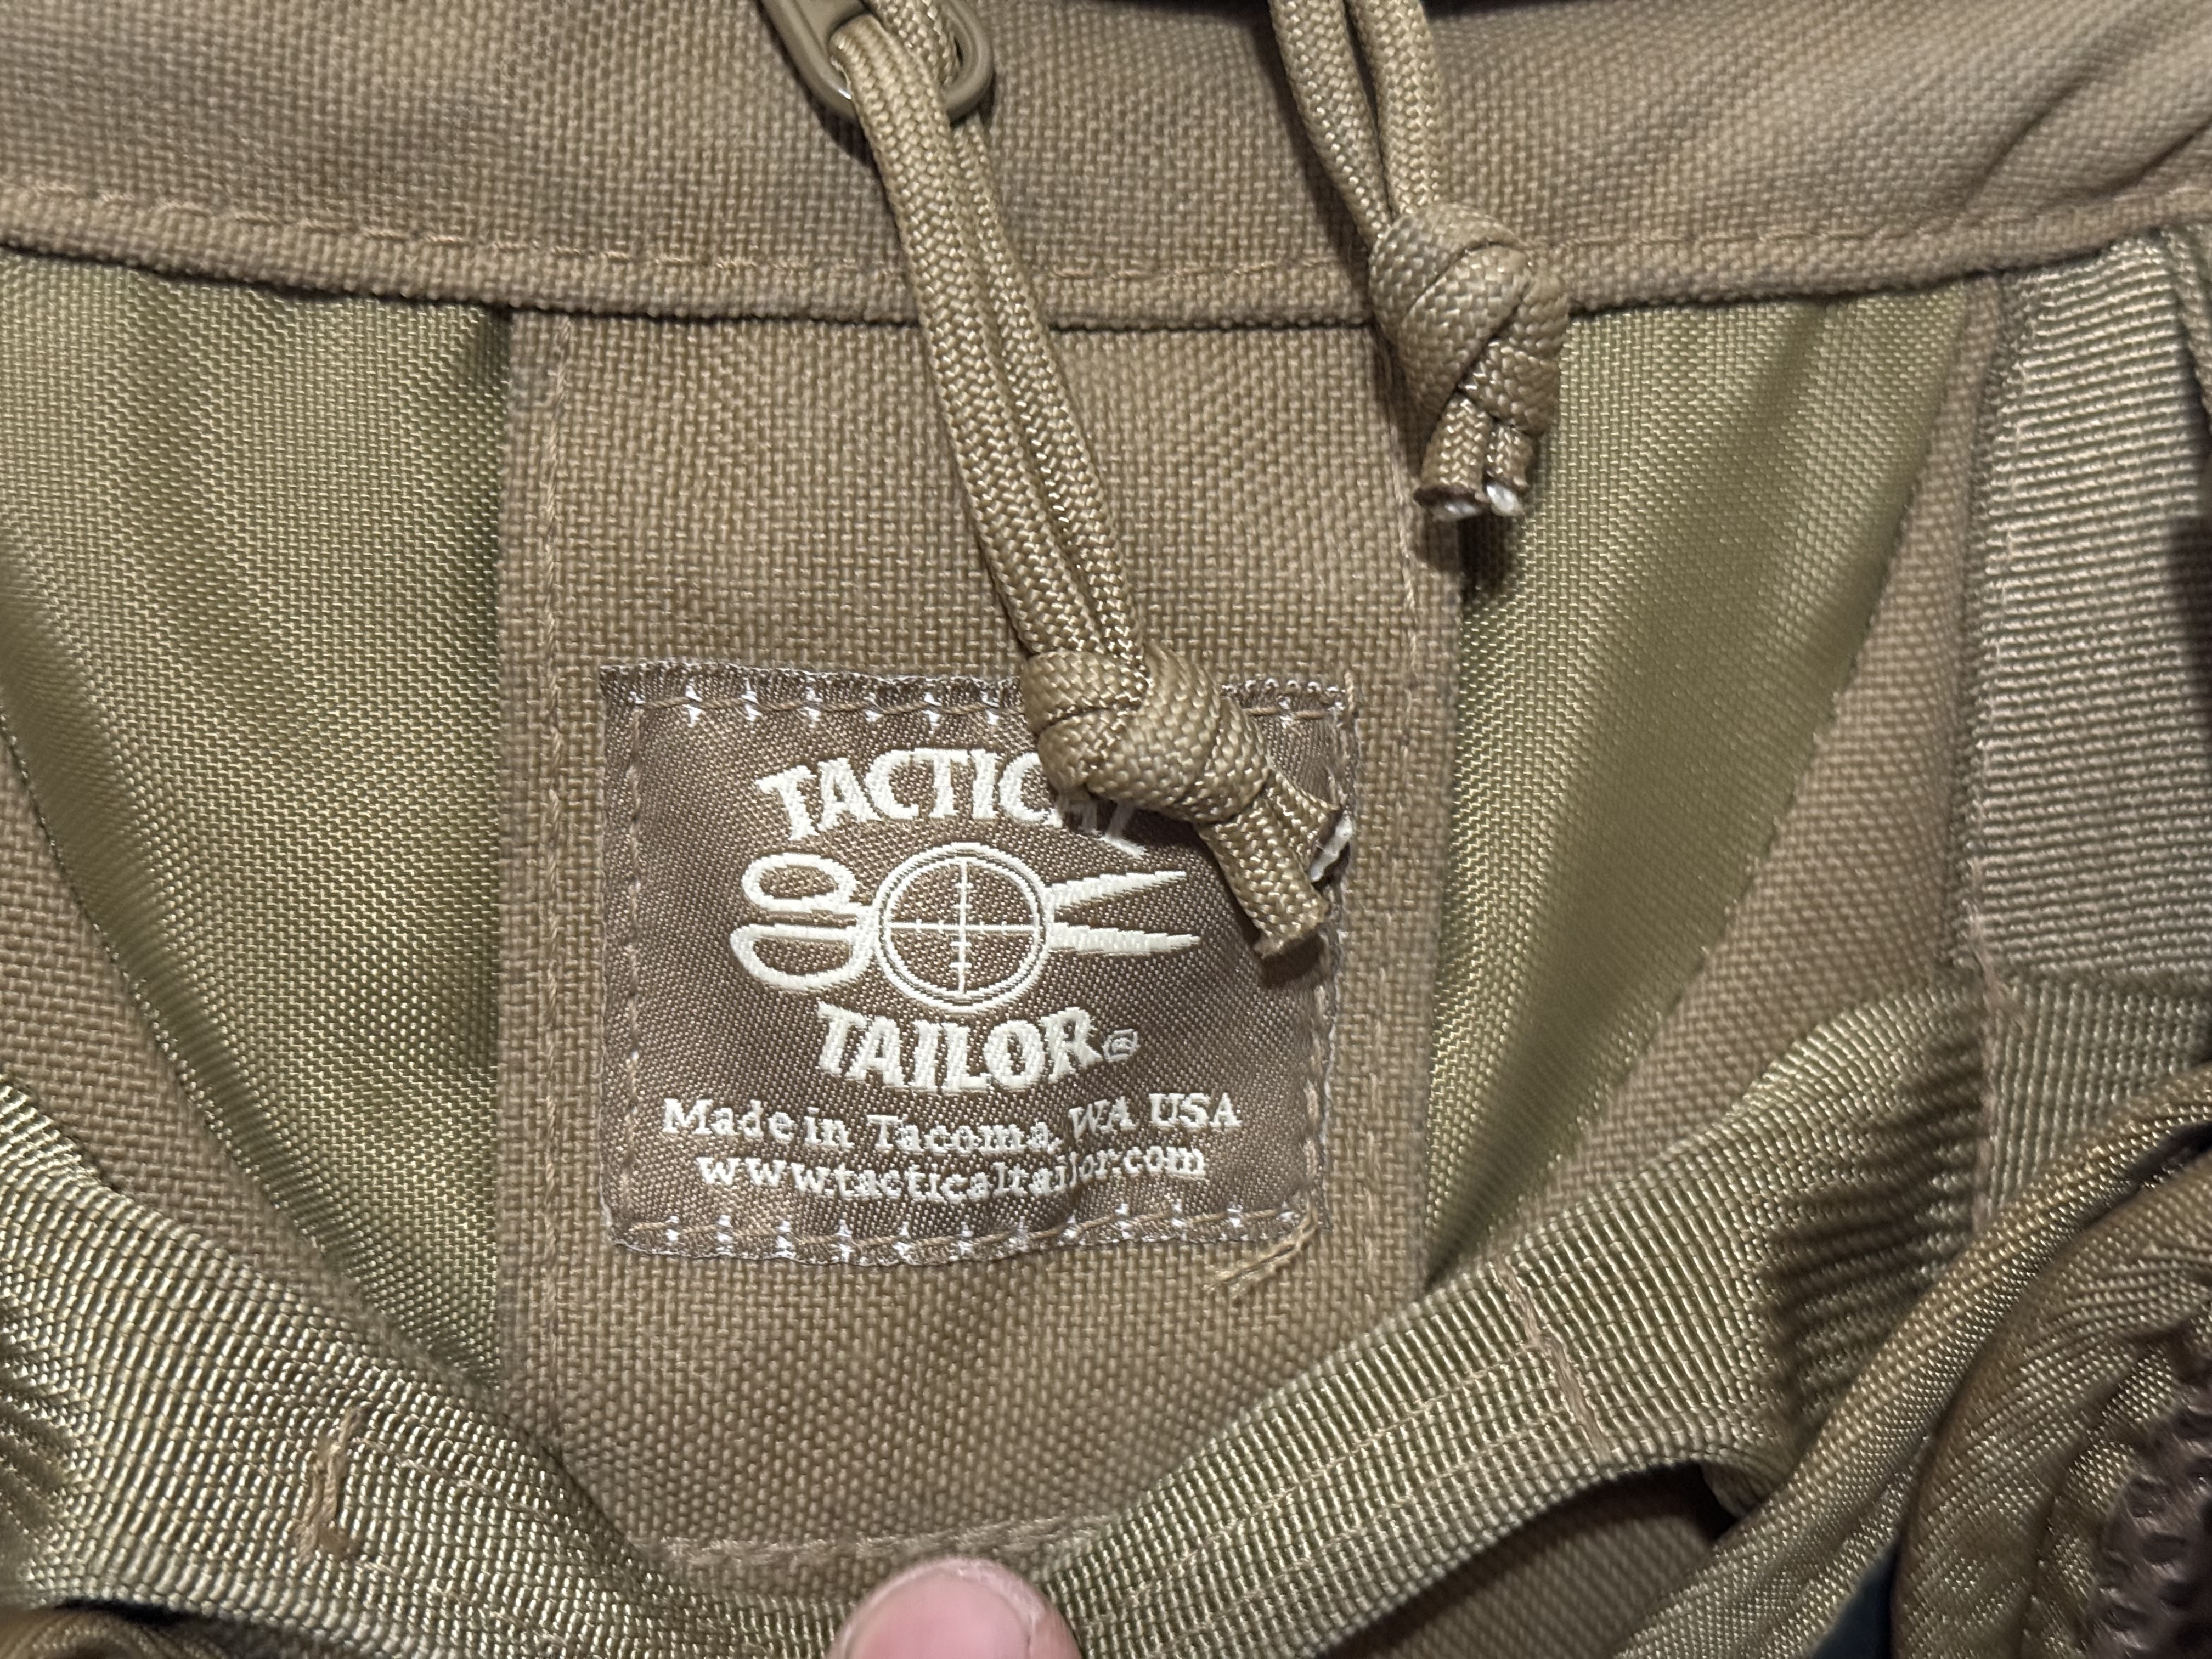 TACTICAL
TAILOR®
Made in Tacoma, WA USA
www.tacticaltailor.com